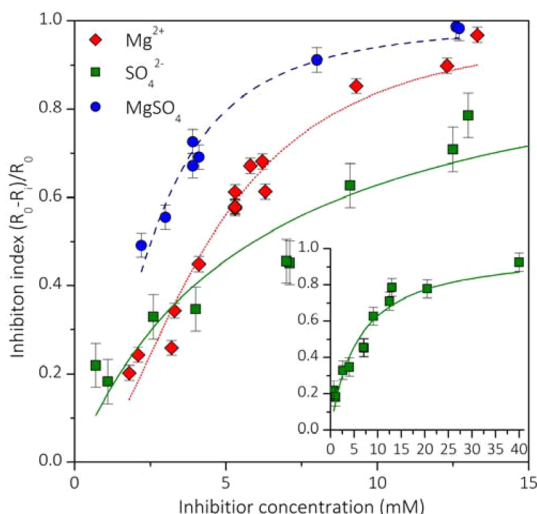 1.0
0.8
0.6
0.4
0.2
0.0
Inhibiton index (R₀-Rᵢ)/R₀
Mg²⁺
SO₄²⁻
MgSO₄
1.0
0.8
0.6
0.4
0.2
0.0
0 5 10 15 20 25 30 35 40
0 5 10 15
Inhibitior concentration (mM)